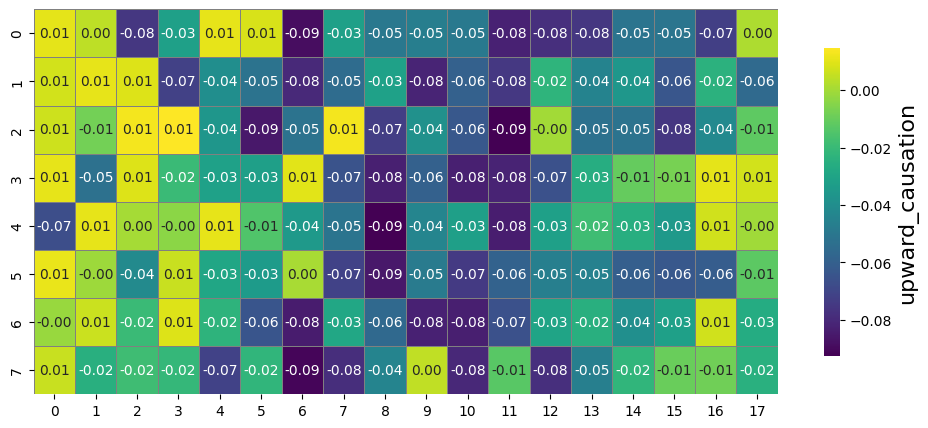 0 0.01 0.00 -0.08 -0.03 0.01 0.01 -0.09 -0.03 -0.05 -0.05 -0.05 -0.08 -0.08 -0.08 -0.05 -0.05 -0.07 0.00
1 0.01 0.01 0.01 -0.07 -0.04 -0.05 -0.08 -0.05 -0.03 -0.08 -0.06 -0.08 -0.02 -0.04 -0.04 -0.06 -0.02 -0.06
2 0.01 -0.01 0.01 0.01 -0.04 -0.09 -0.05 0.01 -0.07 -0.04 -0.06 -0.09 -0.00 -0.05 -0.05 -0.08 -0.04 -0.01
3 0.01 -0.05 0.01 -0.02 -0.03 -0.03 0.01 -0.07 -0.08 -0.06 -0.08 -0.08 -0.07 -0.03 -0.01 -0.01 0.01 0.01
4 -0.07 0.01 0.00 -0.00 0.01 -0.01 -0.04 -0.05 -0.09 -0.04 -0.03 -0.08 -0.03 -0.02 -0.03 -0.03 0.01 -0.00
5 0.01 -0.00 -0.04 0.01 -0.03 -0.03 0.00 -0.07 -0.09 -0.05 -0.07 -0.06 -0.05 -0.05 -0.06 -0.06 -0.06 -0.01
6 -0.00 0.01 -0.02 0.01 -0.02 -0.06 -0.08 -0.03 -0.06 -0.08 -0.08 -0.07 -0.03 -0.02 -0.04 -0.03 0.01 -0.03
7 0.01 -0.02 -0.02 -0.02 -0.07 -0.02 -0.09 -0.08 -0.04 0.00 -0.08 -0.01 -0.08 -0.05 -0.02 -0.01 -0.01 -0.02
0 1 2 3 4 5 6 7 8 9 10 11 12 13 14 15 16 17
0.00
−0.02
−0.04
−0.06
−0.08
upward_causation